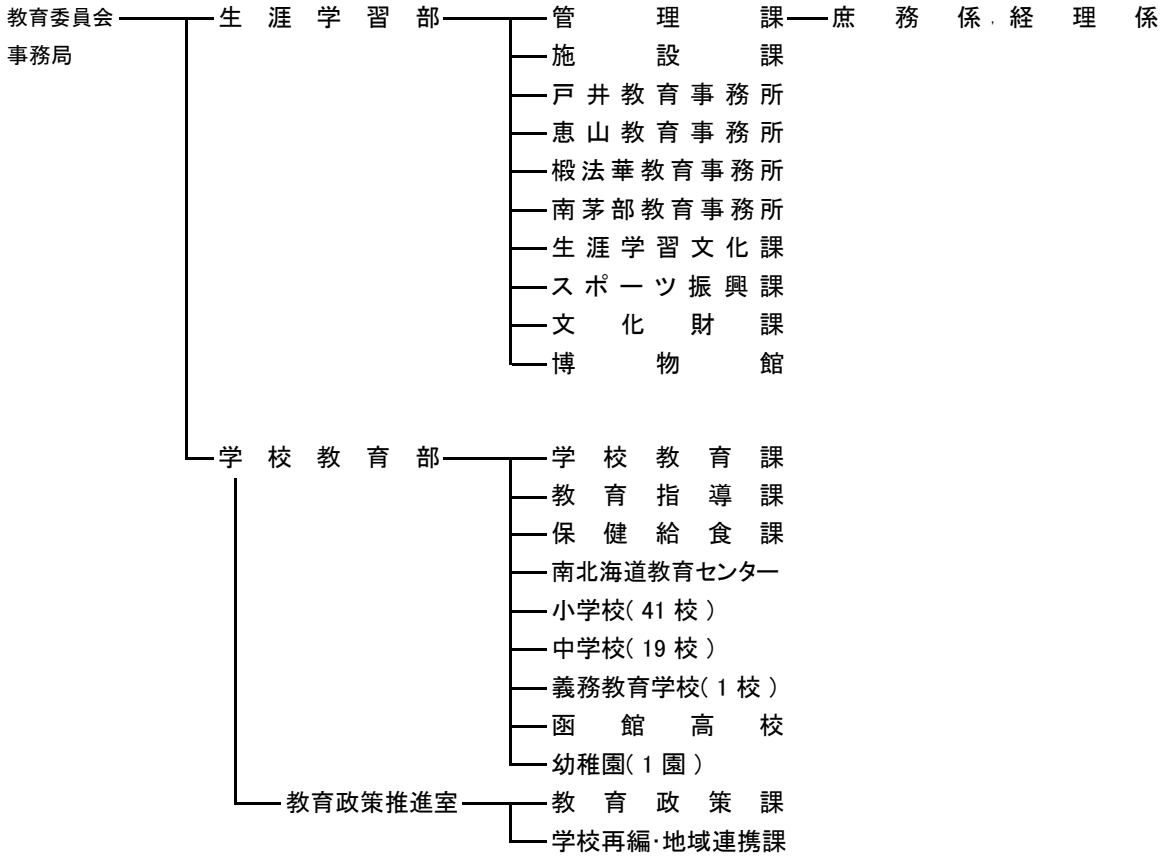 教育委員会 生涯学習部 管理課 庶務係,経理係
事務局 施設課
戸井教育事務所
恵山教育事務所
椴法華教育事務所
南茅部教育事務所
生涯学習文化課
スポーツ振興課
文化財課
博物館
学校教育部 学校教育課
教育指導課
保健給食課
南北海道教育センター
小学校( 41 校 )
中学校( 19 校 )
義務教育学校( 1 校 )
函館高校
幼稚園( 1 園 )
教育政策推進室 教育政策課
学校再編・地域連携課